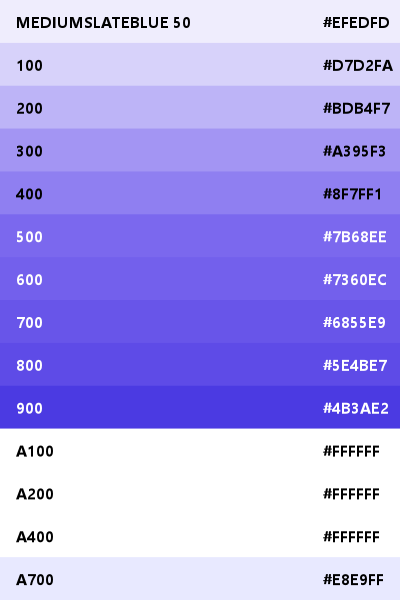 MEDIUMSLATEBLUE 50 #EFEDFD
100 #D7D2FA
200 #BDB4F7
300 #A395F3
400 #8F7FF1
500 #7B68EE
600 #7360EC
700 #6855E9
800 #5E4BE7
900 #4B3AE2
A100 #FFFFFF
A200 #FFFFFF
A400 #FFFFFF
A700 #E8E9FF